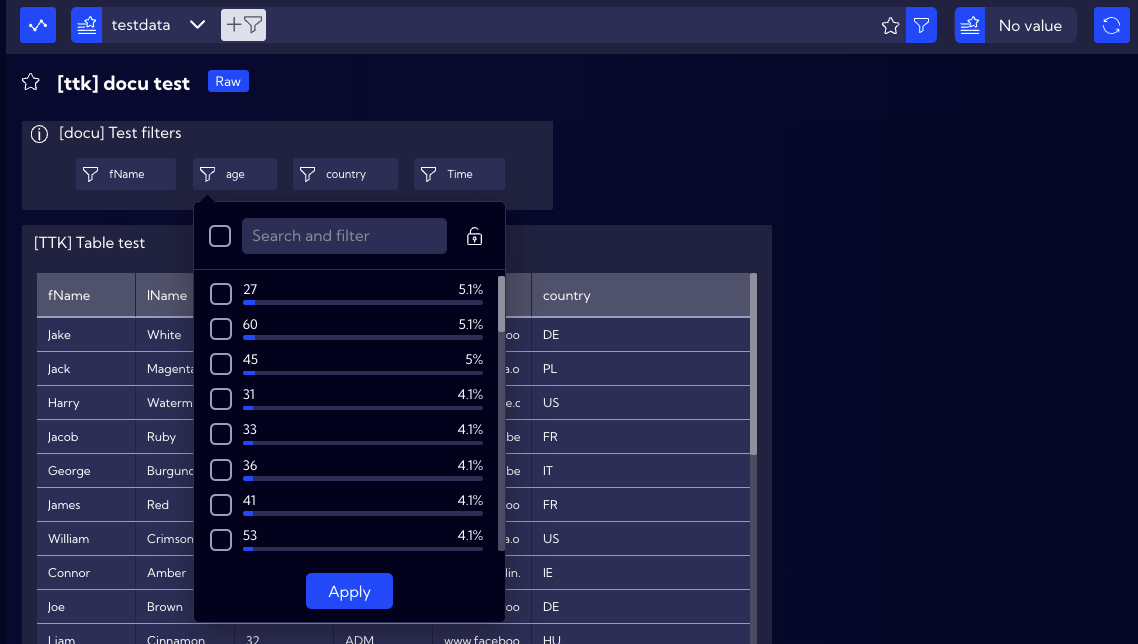 testdata
No value
[ttk] docu test
Raw
[docu] Test filters
fName
age
country
Time
[TTK] Table test
Search and filter
27 5.1%
60 5.1%
45 5%
31 4.1%
33 4.1%
36 4.1%
41 4.1%
53 4.1%
Apply
fName lName country
Jake White oo DE
Jack Magenta a.o PL
Harry Waterm e.c US
Jacob Ruby be FR
George Burgund be IT
James Red oo FR
William Crimson a.o US
Connor Amber lin. IE
Joe Brown oo DE
Liam Cinnamon 32 ADM www.faceboo HU